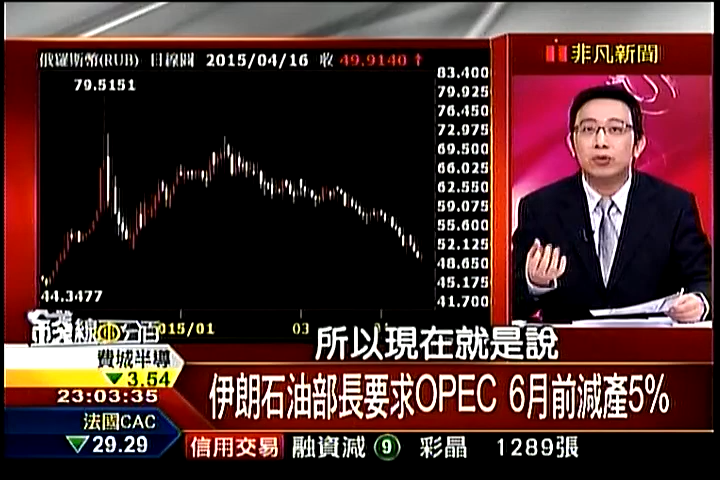 俄羅斯幣(RUB) 日線圖 2015/04/16 收 49.9140↑
79.5151
83.400
79.925
76.450
72.975
69.500
66.025
62.550
59.075
55.600
52.125
48.650
45.175
41.700
44.3477
2015/01
03
非凡新聞
所以現在就是說
費城半導
▼3.54
23:03:35
伊朗石油部長要求OPEC 6月前減產5%
法國CAC
▽29.29
信用交易 融資減 9 彩晶 1289張